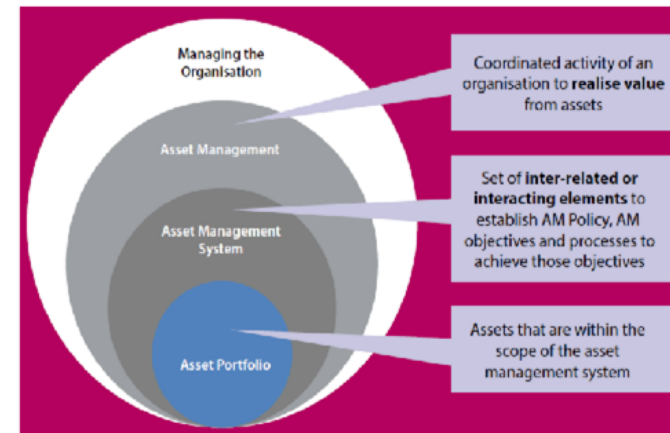 Managing the
Organisation
Coordinated activity of an
organisation to realise value
from assets
Asset Management
Set of inter-related or
interacting elements to
establish AM Policy, AM
objectives and processes to
achieve those objectives
Asset Management
System
Assets that are within the
scope of the asset
management system
Asset Portfolio